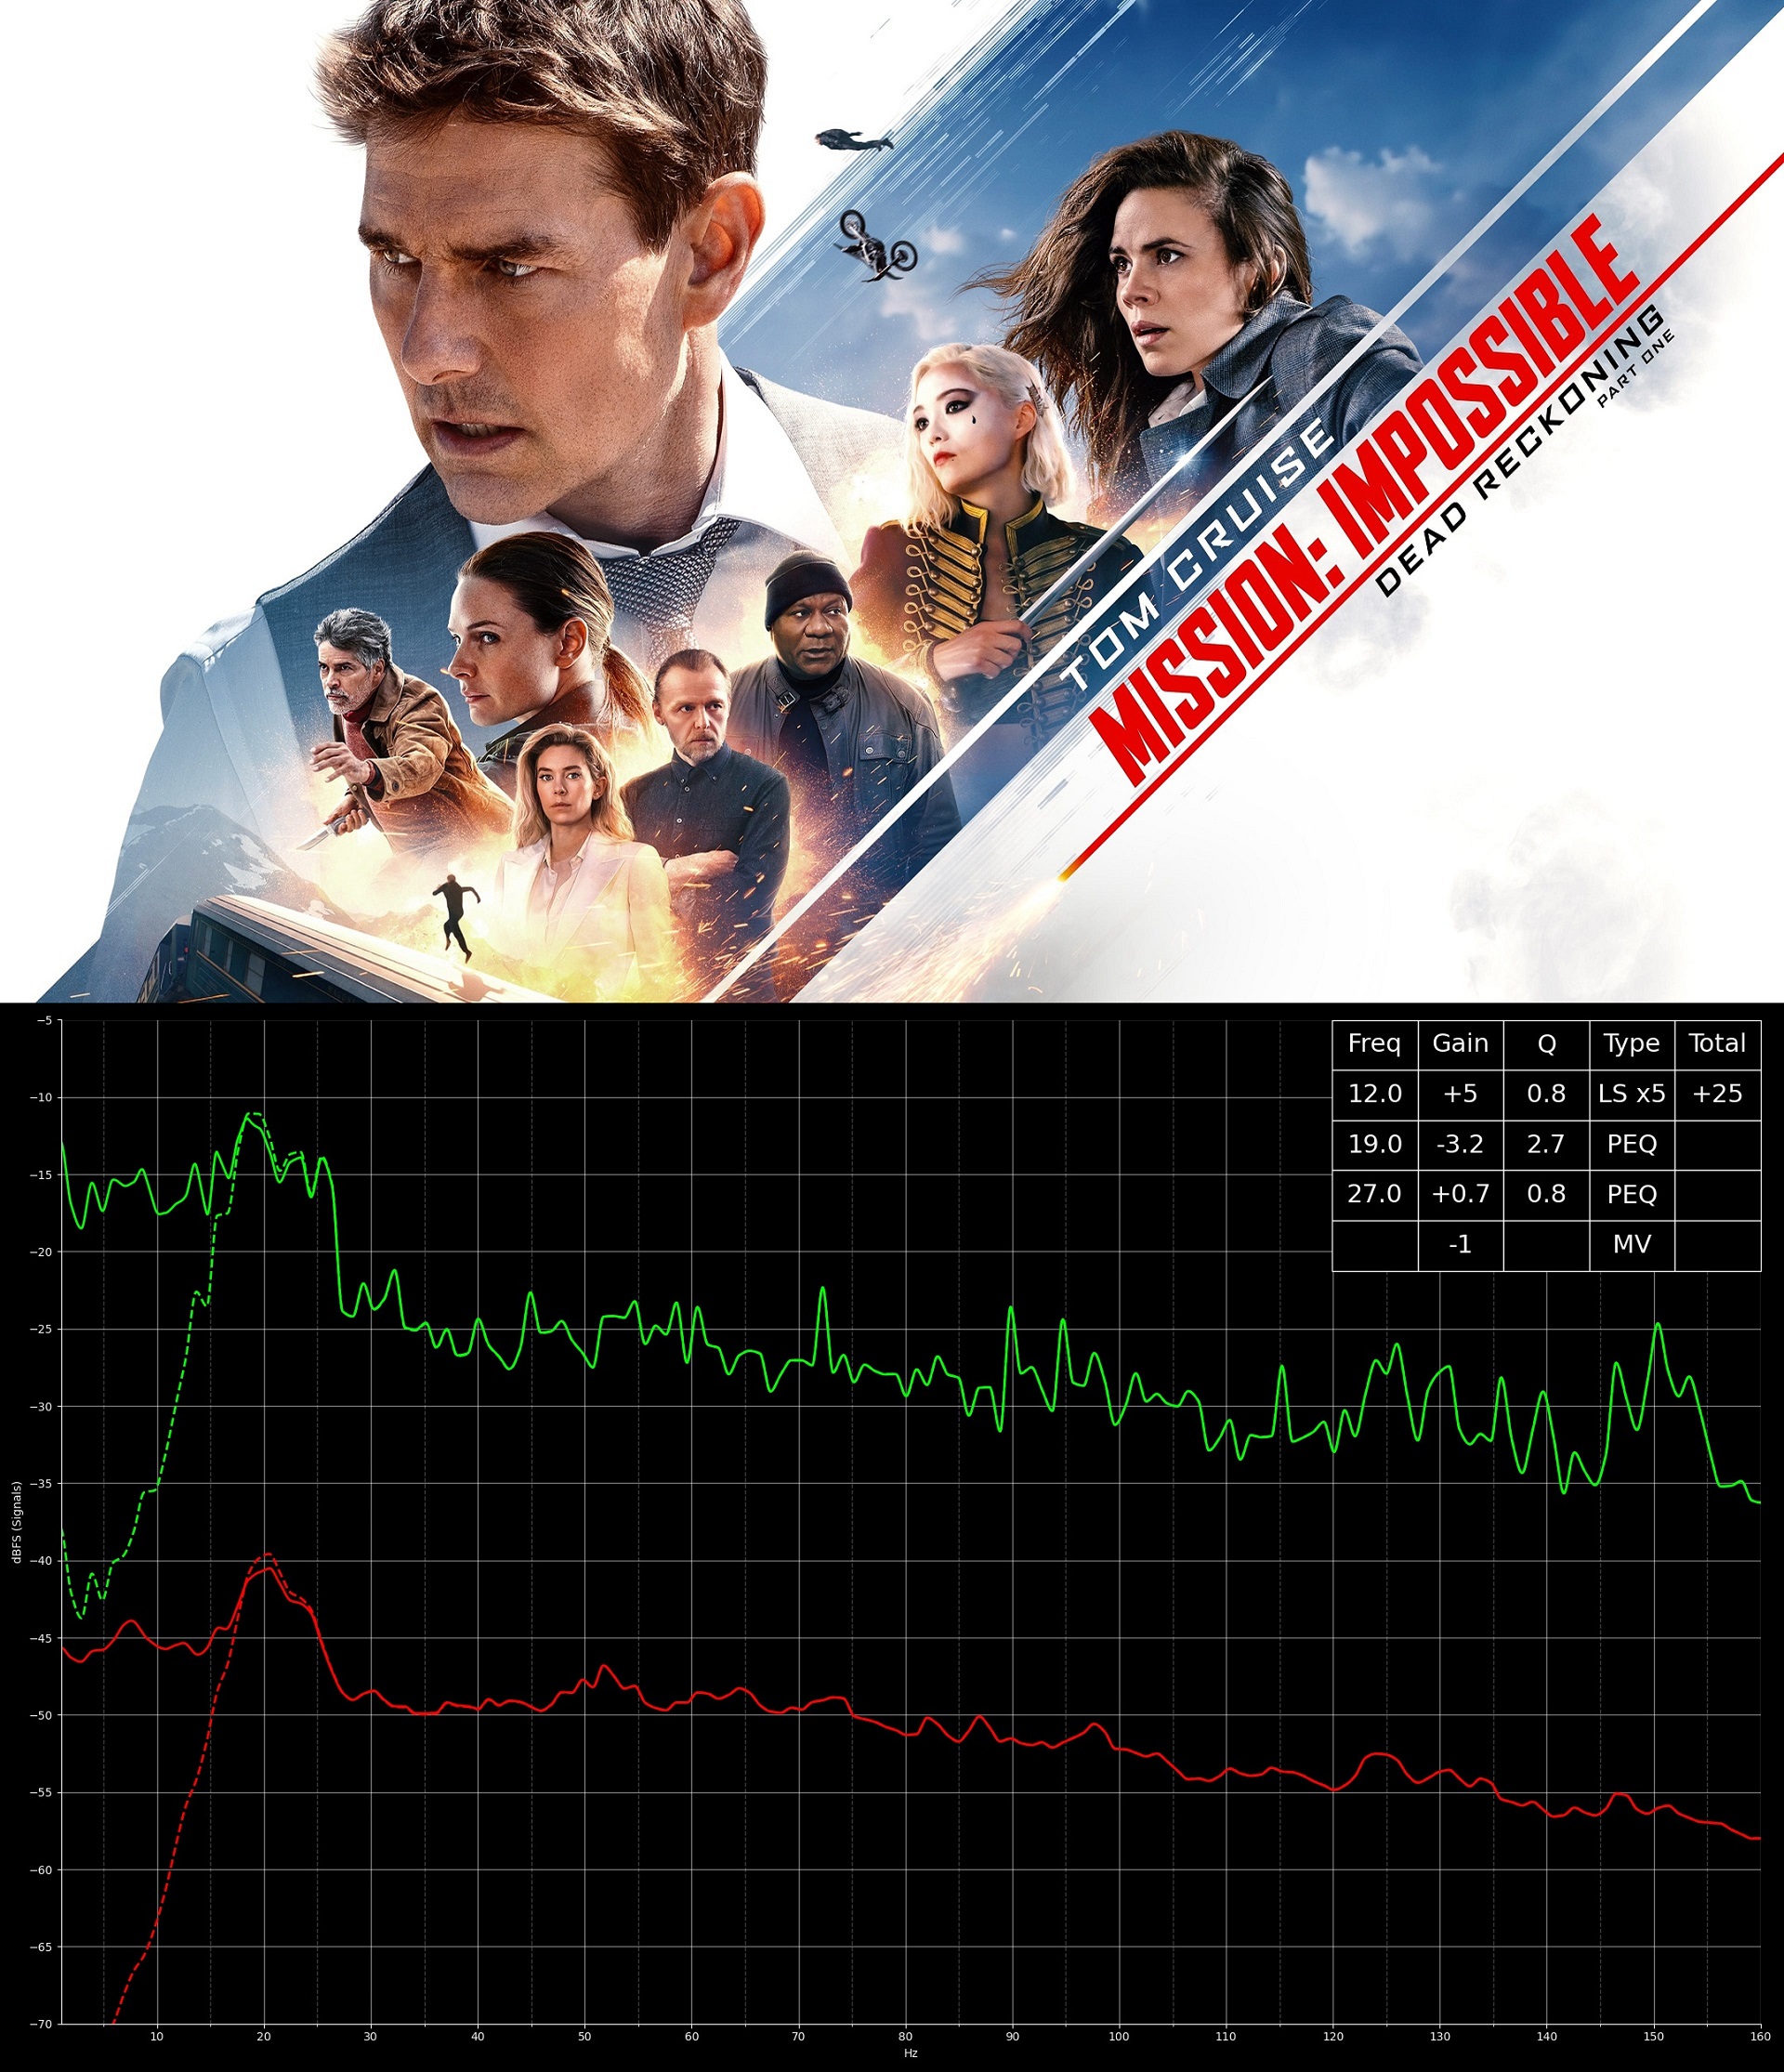 TOM CRUISE
MISSION: IMPOSSIBLE
DEAD RECKONING
PART ONE
Freq Gain Q Type Total
12.0 +5 0.8 LS x5 +25
19.0 -3.2 2.7 PEQ
27.0 +0.7 0.8 PEQ
-1 MV
−5
−10
−15
−20
−25
−30
−35
−40
−45
−50
−55
−60
−65
−70
dBFS (Signals)
10 20 30 40 50 60 70 80 90 100 110 120 130 140 150 160
Hz